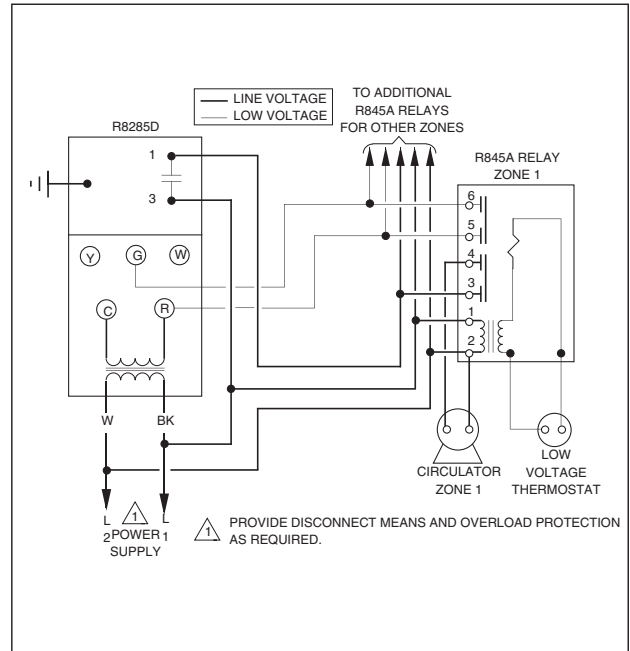 LINE VOLTAGE
LOW VOLTAGE
TO ADDITIONAL
R845A RELAYS
FOR OTHER ZONES
R8285D
R845A RELAY
ZONE 1
1
3
6
5
4
3
1
2
Y
G
W
C
R
W
BK
CIRCULATOR
ZONE 1
LOW
VOLTAGE
THERMOSTAT
L
2
1
L
1
POWER
SUPPLY
1
PROVIDE DISCONNECT MEANS AND OVERLOAD PROTECTION
AS REQUIRED.